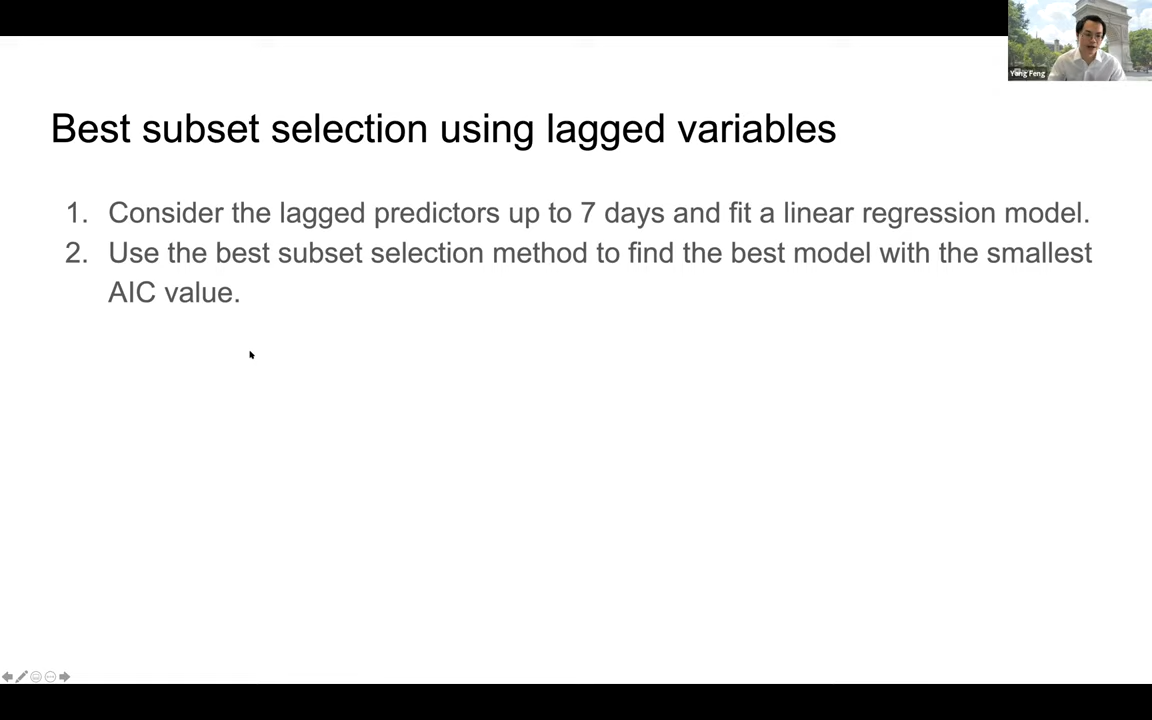 Yang Feng
Best subset selection using lagged variables
1. Consider the lagged predictors up to 7 days and fit a linear regression model.
2. Use the best subset selection method to find the best model with the smallest
AIC value.